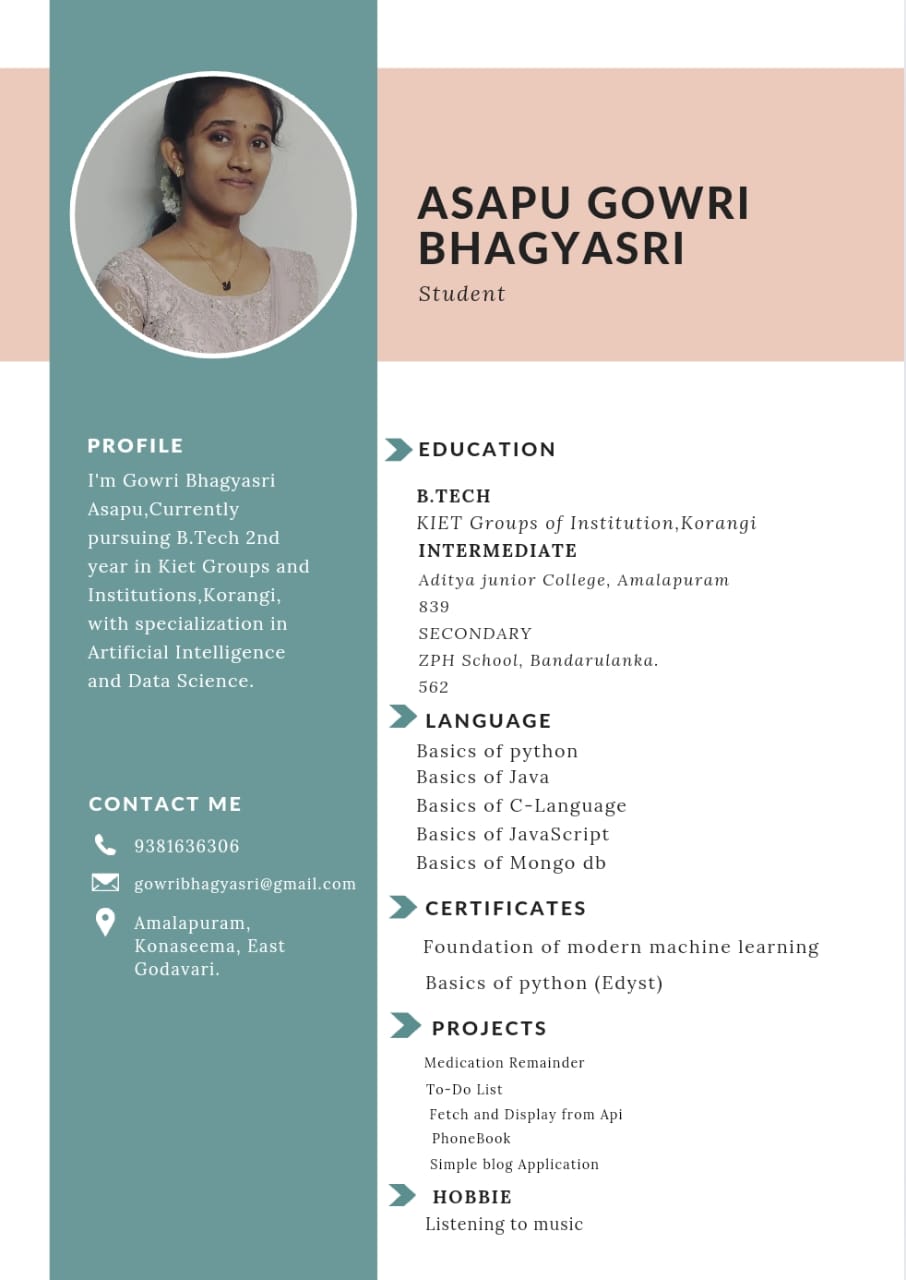 ASAPU GOWRI
BHAGYASRI
Student
PROFILE
I'm Gowri Bhagyasri
Asapu,Currently
pursuing B.Tech 2nd
year in Kiet Groups and
Institutions,Korangi,
with specialization in
Artificial Intelligence
and Data Science.
CONTACT ME
9381636306
gowribhagyasri@gmail.com
Amalapuram,
Konaseema, East
Godavari.
EDUCATION
B.TECH
KIET Groups of Institution,Korangi
INTERMEDIATE
Aditya junior College, Amalapuram
839
SECONDARY
ZPH School, Bandarulanka.
562
LANGUAGE
Basics of python
Basics of Java
Basics of C-Language
Basics of JavaScript
Basics of Mongo db
CERTIFICATES
Foundation of modern machine learning
Basics of python (Edyst)
PROJECTS
Medication Remainder
To-Do List
Fetch and Display from Api
PhoneBook
Simple blog Application
HOBBIE
Listening to music